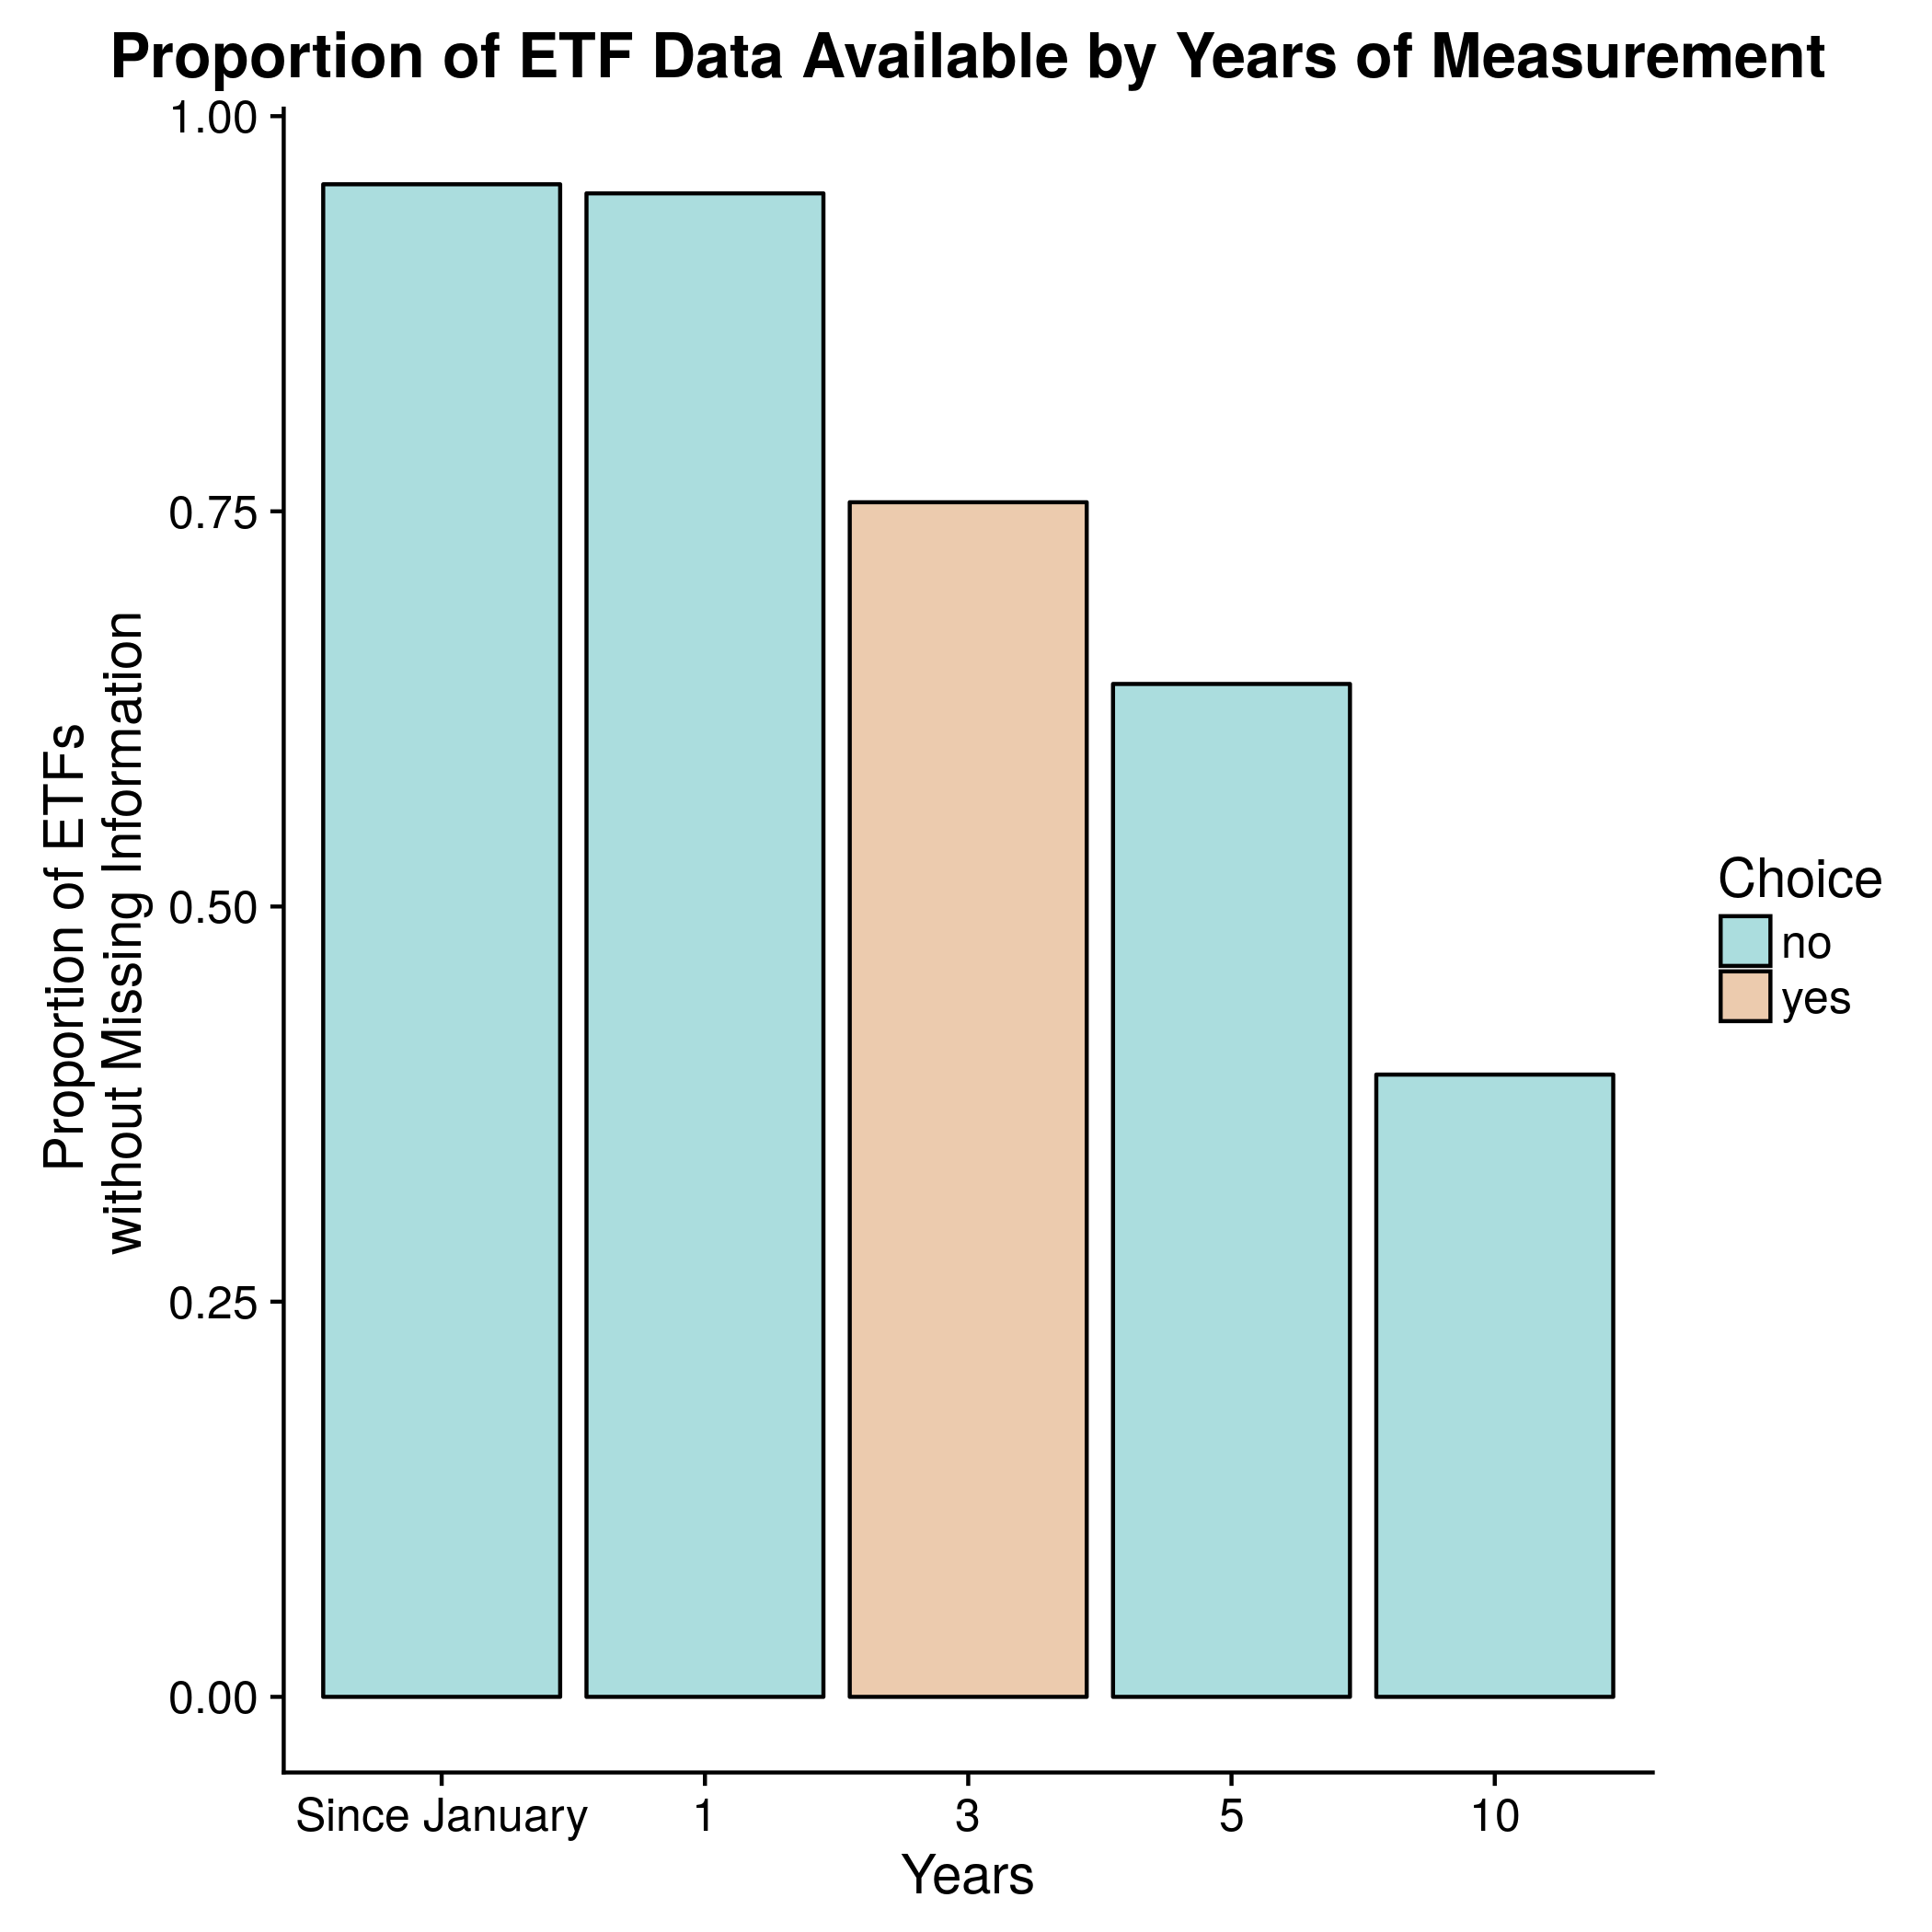 Proportion of ETF Data Available by Years of Measurement
Proportion of ETFs
without Missing Information
1.00
0.75
0.50
0.25
0.00
Since January
1
3
5
10
Years
Choice
no
yes